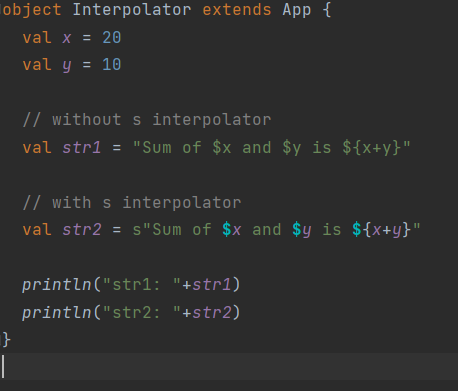 object Interpolator extends App {
val x = 20
val y = 10
// without s interpolator
val str1 = "Sum of $x and $y is ${x+y}"
// with s interpolator
val str2 = s"Sum of $x and $y is ${x+y}"
println("str1: "+str1)
println("str2: "+str2)
}